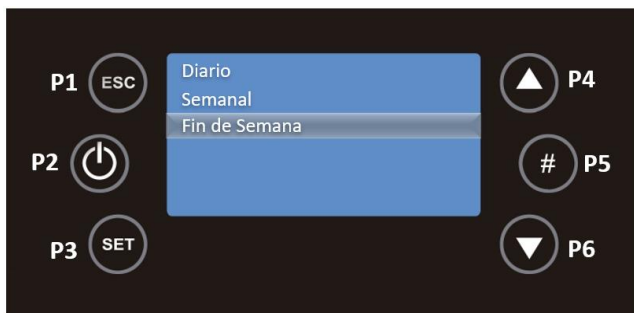 P1 ESC
P2
P3 SET
Diario
Semanal
Fin de Semana
P4
# P5
P6